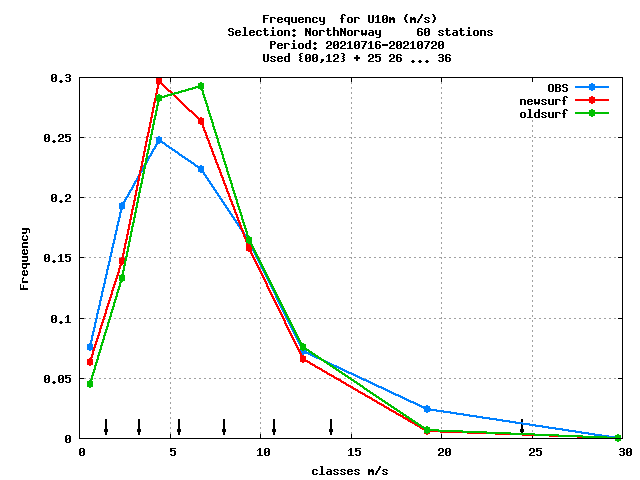 Frequency  for U10m (m/s)
Selection: NorthNorway     60 stations
Period: 20210716-20210720
Used {00,12} + 25 26 ... 36
OBS
newsurf
oldsurf
0.3
0.25
0.2
0.15
0.1
0.05
0
Frequency
0 5 10 15 20 25 30
classes m/s